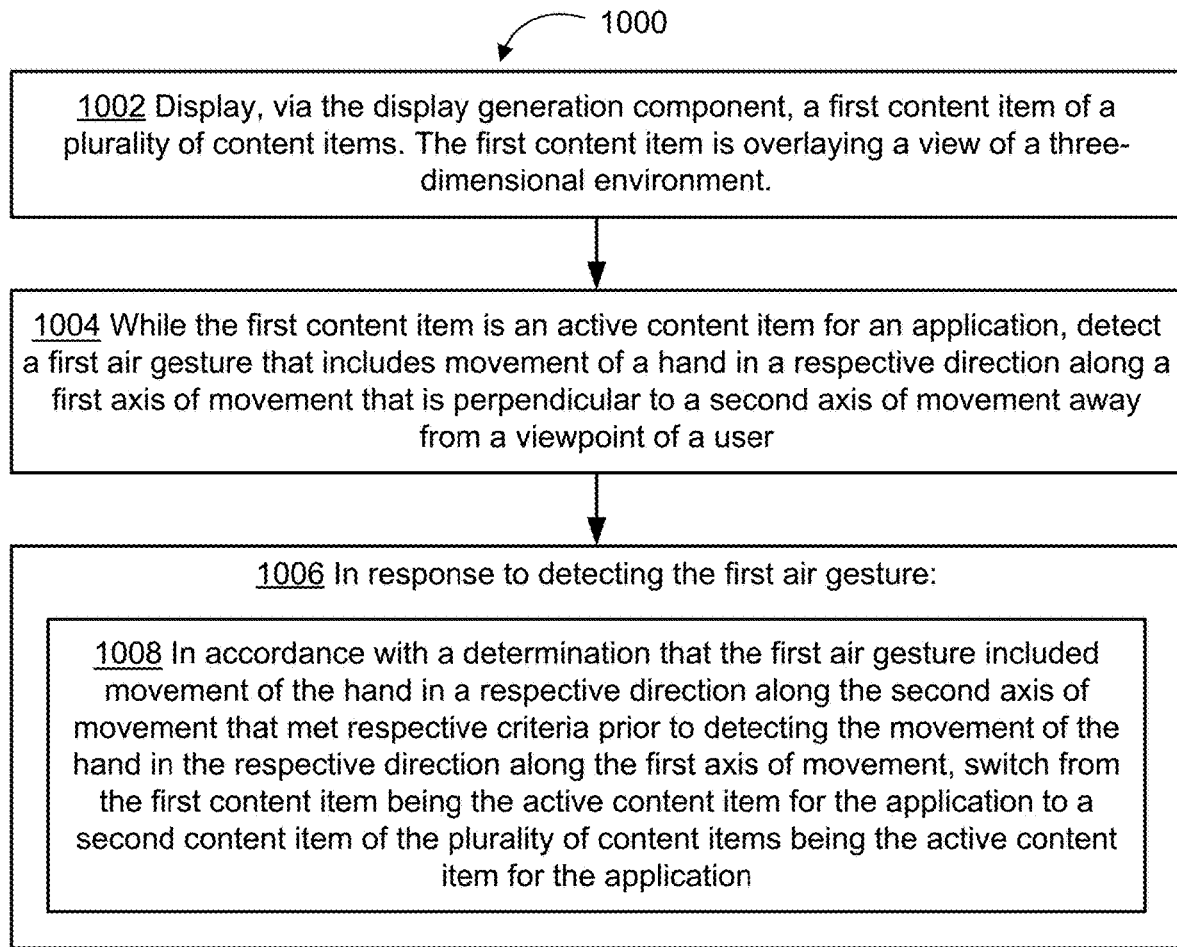 1000
1002 Display, via the display generation component, a first content item of a
plurality of content items. The first content item is overlaying a view of a three-
dimensional environment.
1004 While the first content item is an active content item for an application, detect
a first air gesture that includes movement of a hand in a respective direction along a
first axis of movement that is perpendicular to a second axis of movement away
from a viewpoint of a user
1006 In response to detecting the first air gesture:
1008 In accordance with a determination that the first air gesture included
movement of the hand in a respective direction along the second axis of
movement that met respective criteria prior to detecting the movement of the
hand in the respective direction along the first axis of movement, switch from
the first content item being the active content item for the application to a
second content item of the plurality of content items being the active content
item for the application